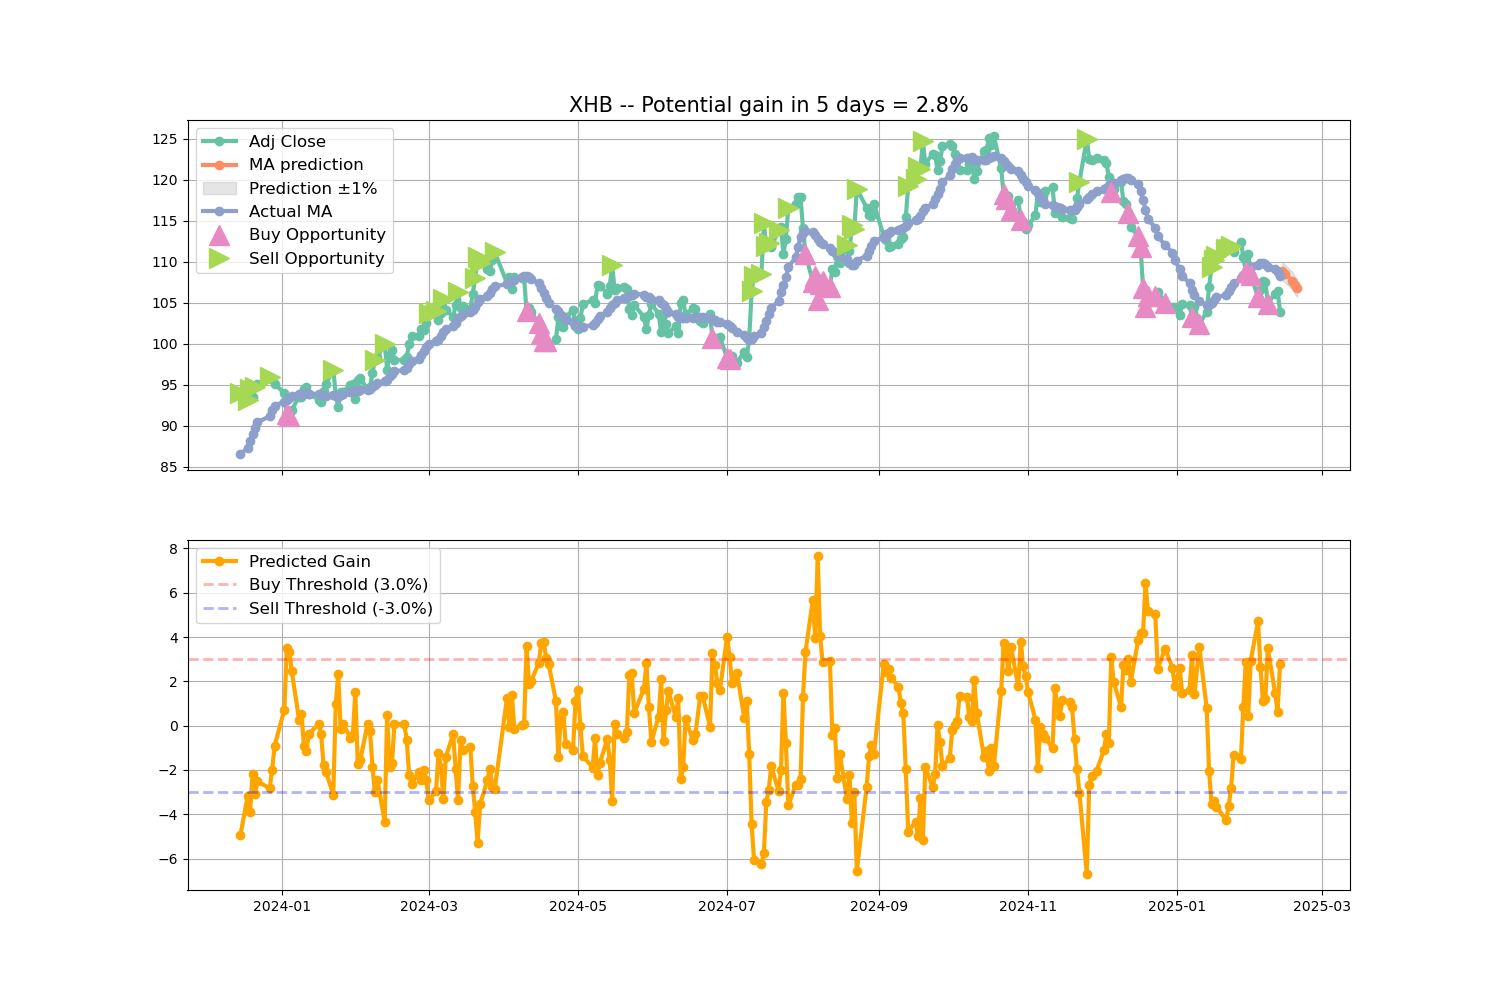 XHB -- Potential gain in 5 days = 2.8%
125
120
115
110
105
100
95
90
85
Adj Close
MA prediction
Prediction ±1%
Actual MA
Buy Opportunity
Sell Opportunity
8
6
4
2
0
−2
−4
−6
Predicted Gain
Buy Threshold (3.0%)
Sell Threshold (-3.0%)
2024-01 2024-03 2024-05 2024-07 2024-09 2024-11 2025-01 2025-03